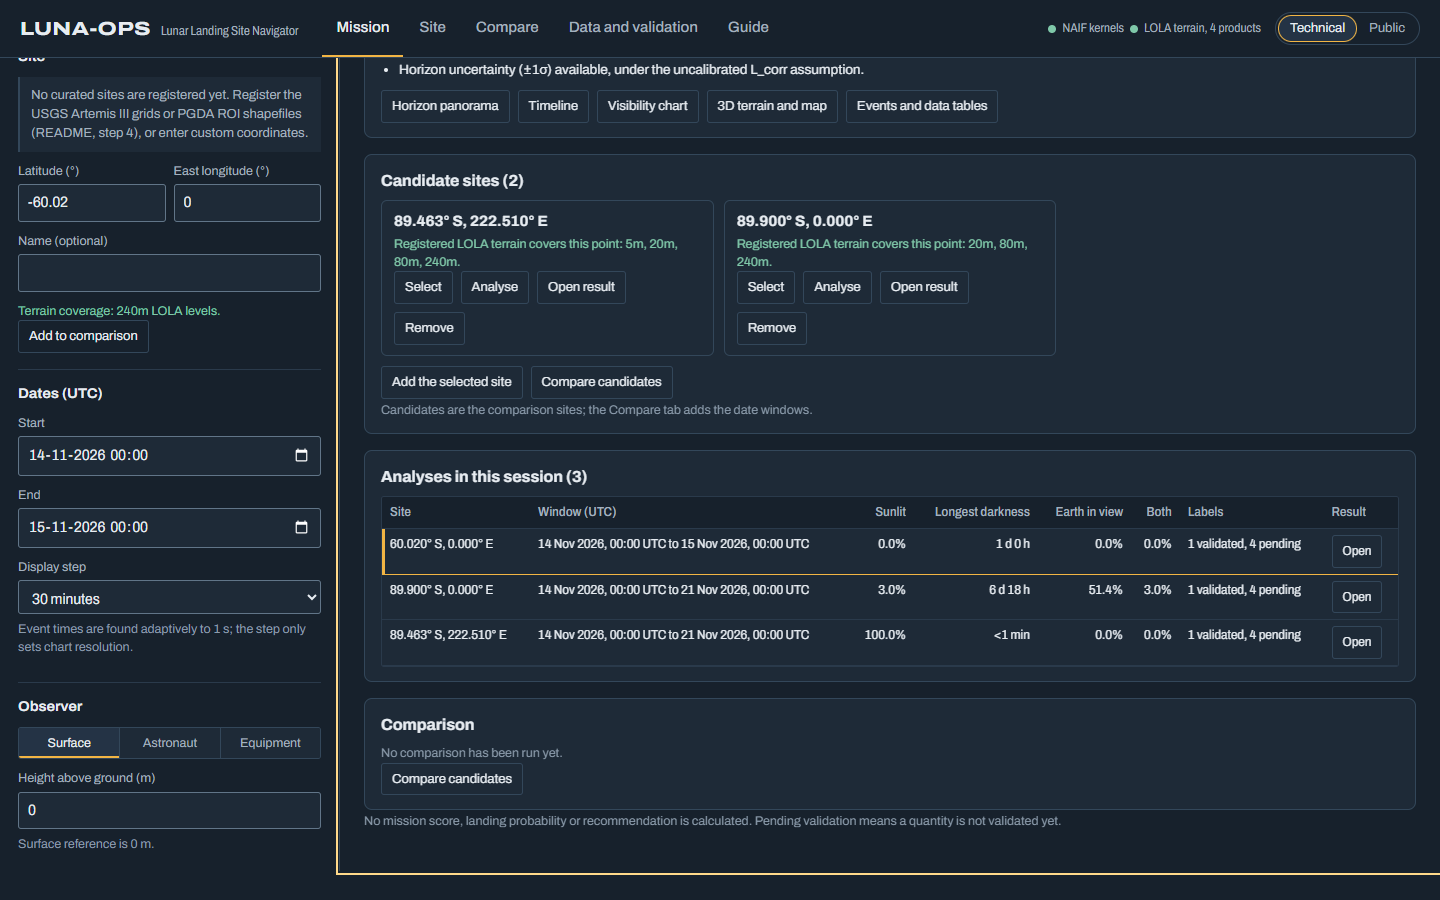 LUNA-OPS Lunar Landing Site Navigator
Mission
Site
Compare
Data and validation
Guide
NAIF kernels
LOLA terrain, 4 products
Technical
Public
Site
No curated sites are registered yet. Register the
USGS Artemis III grids or PGDA ROI shapefiles
(README, step 4), or enter custom coordinates.
Latitude (°)
East longitude (°)
-60.02
0
Name (optional)
Terrain coverage: 240m LOLA levels.
Add to comparison
Dates (UTC)
Start
14-11-2026 00:00
End
15-11-2026 00:00
Display step
30 minutes
Event times are found adaptively to 1 s; the step only
sets chart resolution.
Observer
Surface
Astronaut
Equipment
Height above ground (m)
0
Surface reference is 0 m.
• Horizon uncertainty (±1σ) available, under the uncalibrated L_corr assumption.
Horizon panorama
Timeline
Visibility chart
3D terrain and map
Events and data tables
Candidate sites (2)
89.463° S, 222.510° E
Registered LOLA terrain covers this point: 5m, 20m,
80m, 240m.
Select
Analyse
Open result
Remove
89.900° S, 0.000° E
Registered LOLA terrain covers this point: 20m, 80m,
240m.
Select
Analyse
Open result
Remove
Add the selected site
Compare candidates
Candidates are the comparison sites; the Compare tab adds the date windows.
Analyses in this session (3)
Site Window (UTC) Sunlit Longest darkness Earth in view Both Labels Result
60.020° S, 0.000° E 14 Nov 2026, 00:00 UTC to 15 Nov 2026, 00:00 UTC 0.0% 1 d 0 h 0.0% 0.0% 1 validated, 4 pending Open
89.900° S, 0.000° E 14 Nov 2026, 00:00 UTC to 21 Nov 2026, 00:00 UTC 3.0% 6 d 18 h 51.4% 3.0% 1 validated, 4 pending Open
89.463° S, 222.510° E 14 Nov 2026, 00:00 UTC to 21 Nov 2026, 00:00 UTC 100.0% <1 min 0.0% 0.0% 1 validated, 4 pending Open
Comparison
No comparison has been run yet.
Compare candidates
No mission score, landing probability or recommendation is calculated. Pending validation means a quantity is not validated yet.